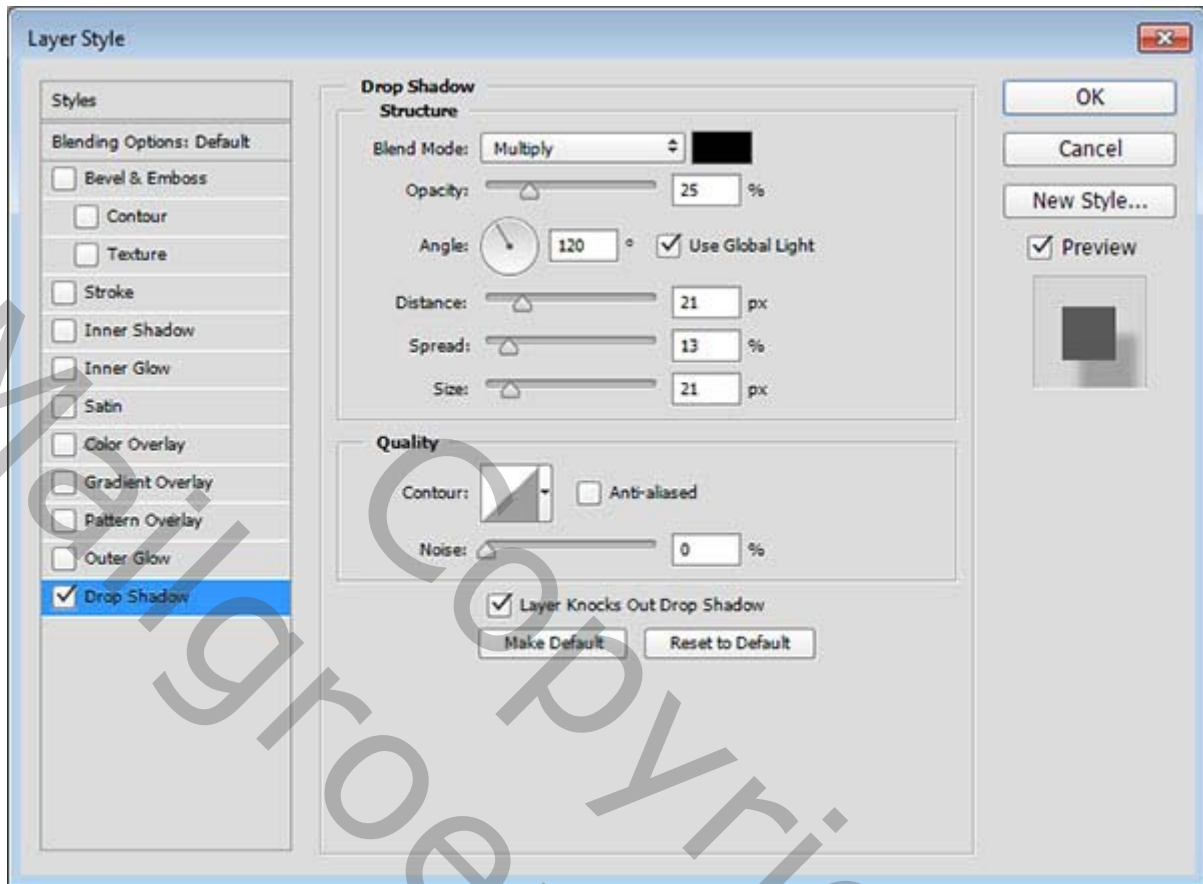 Layer Style
Styles
Blending Options: Default
Bevel & Emboss
Contour
Texture
Stroke
Inner Shadow
Inner Glow
Satin
Color Overlay
Gradient Overlay
Pattern Overlay
Outer Glow
Drop Shadow
Drop Shadow
Structure
Blend Mode: Multiply
Opacity: 25 %
Angle: 120 ° Use Global Light
Distance: 21 px
Spread: 13 %
Size: 21 px
Quality
Contour: Anti-aliased
Noise: 0 %
Layer Knocks Out Drop Shadow
Make Default Reset to Default
OK
Cancel
New Style...
Preview